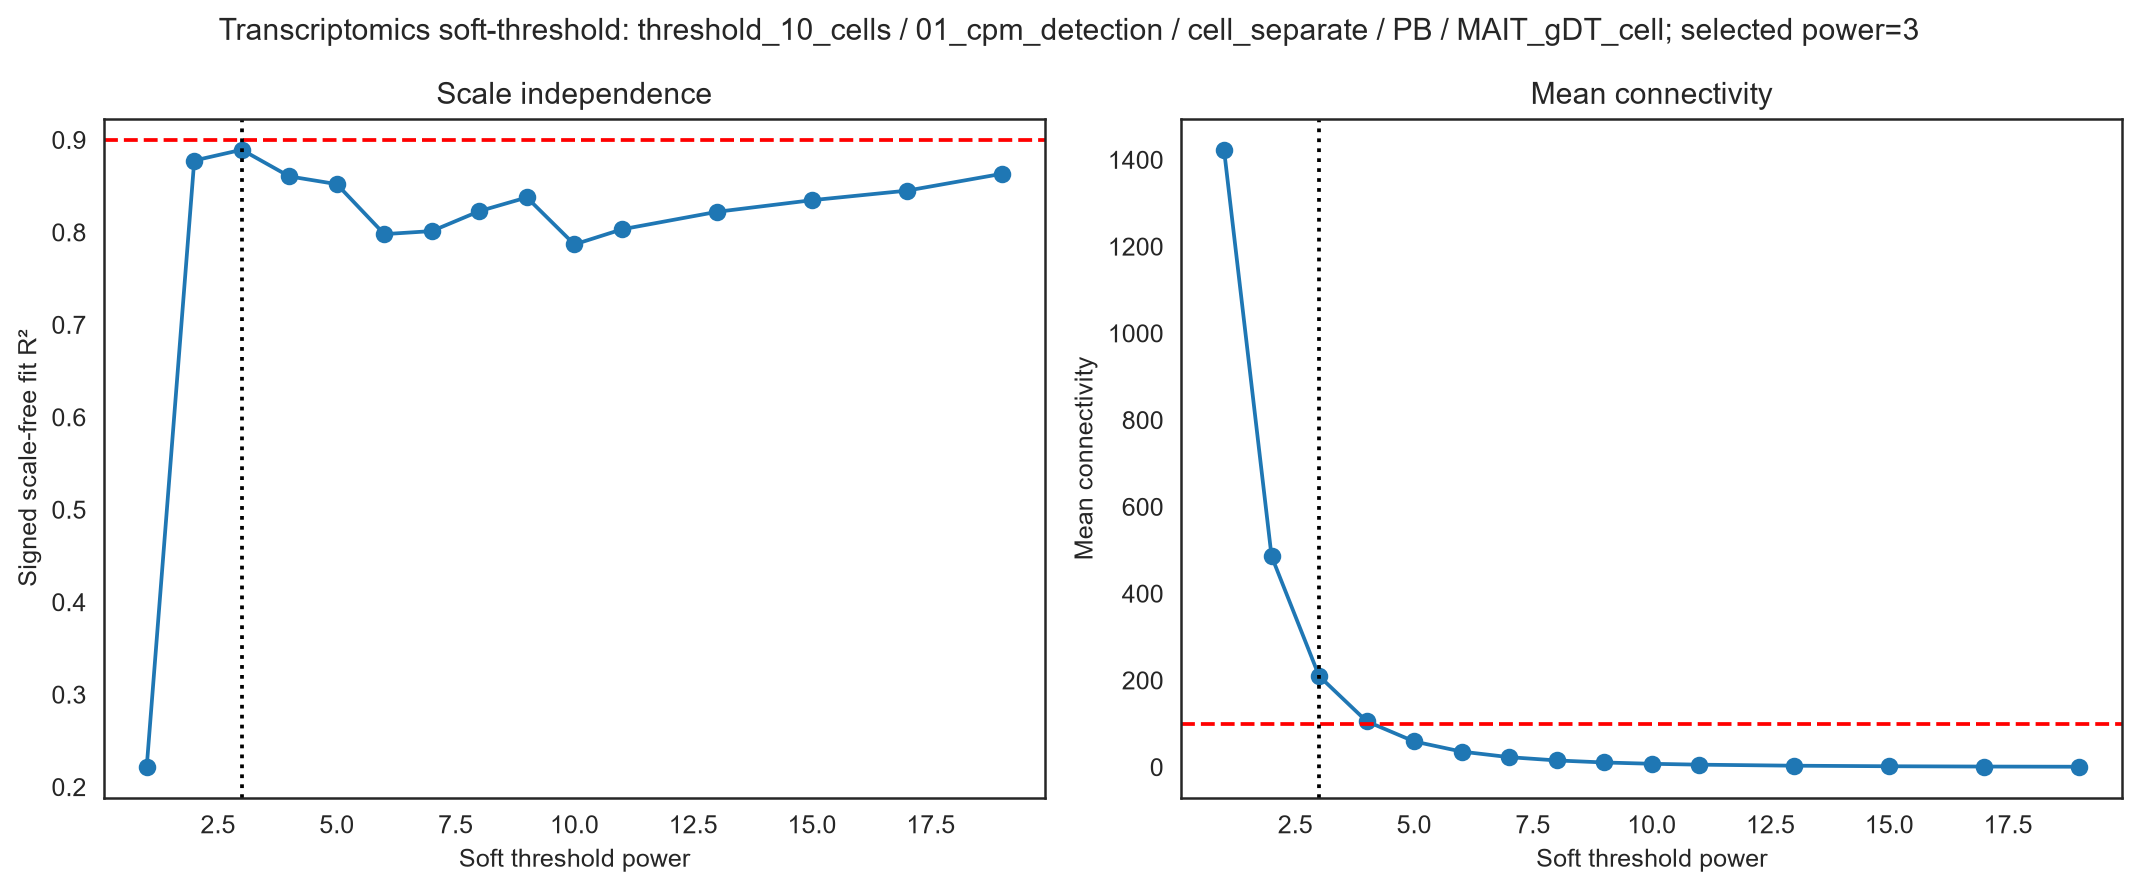 Transcriptomics soft-threshold: threshold_10_cells / 01_cpm_detection / cell_separate / PB / MAIT_gDT_cell; selected power=3
Scale independence
Signed scale-free fit R²
0.9
0.8
0.7
0.6
0.5
0.4
0.3
0.2
2.5 5.0 7.5 10.0 12.5 15.0 17.5
Soft threshold power
Mean connectivity
Mean connectivity
1400
1200
1000
800
600
400
200
0
2.5 5.0 7.5 10.0 12.5 15.0 17.5
Soft threshold power